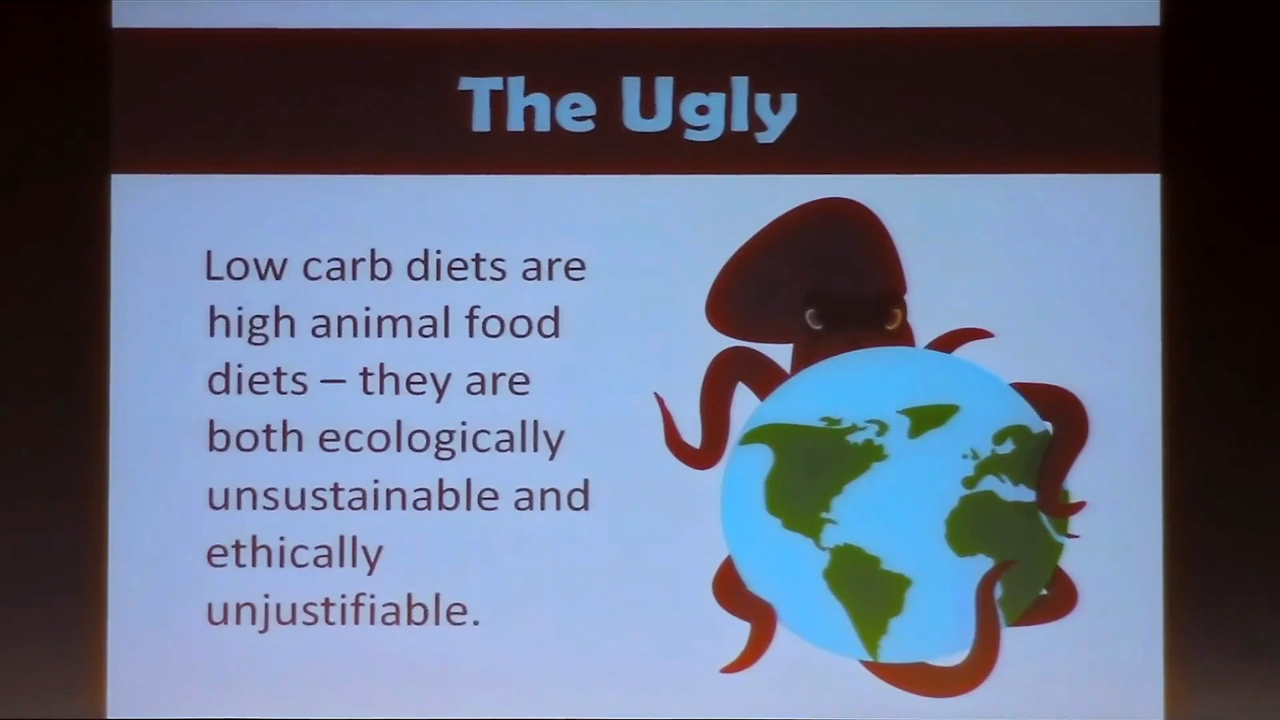 The Ugly
Low carb diets are
high animal food
diets – they are
both ecologically
unsustainable and
ethically
unjustifiable.